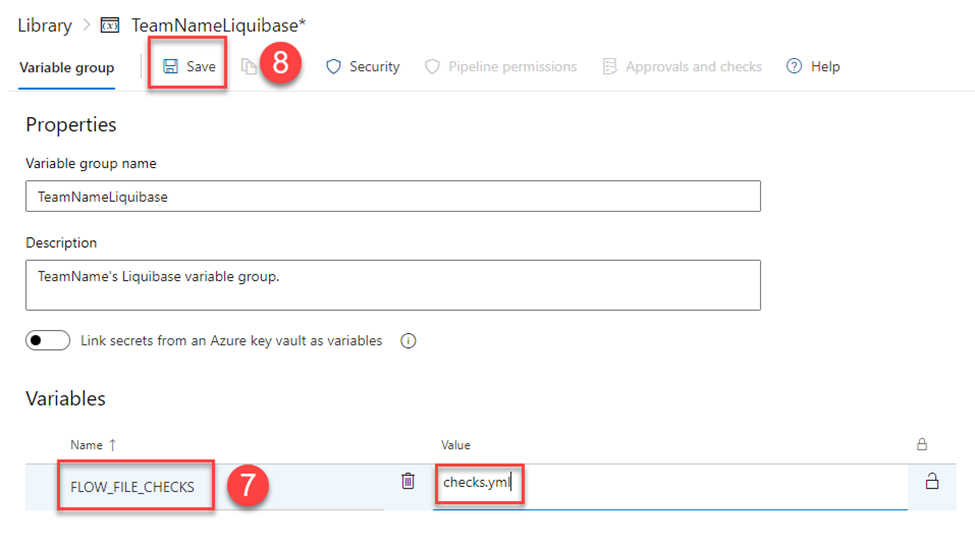 Library > TeamNameLiquibase*
Variable group Save 8 Security Pipeline permissions Approvals and checks Help
Properties
Variable group name
TeamNameLiquibase
Description
TeamName's Liquibase variable group.
Link secrets from an Azure key vault as variables
Variables
Name ↑ Value
FLOW_FILE_CHECKS 7 checks.yml